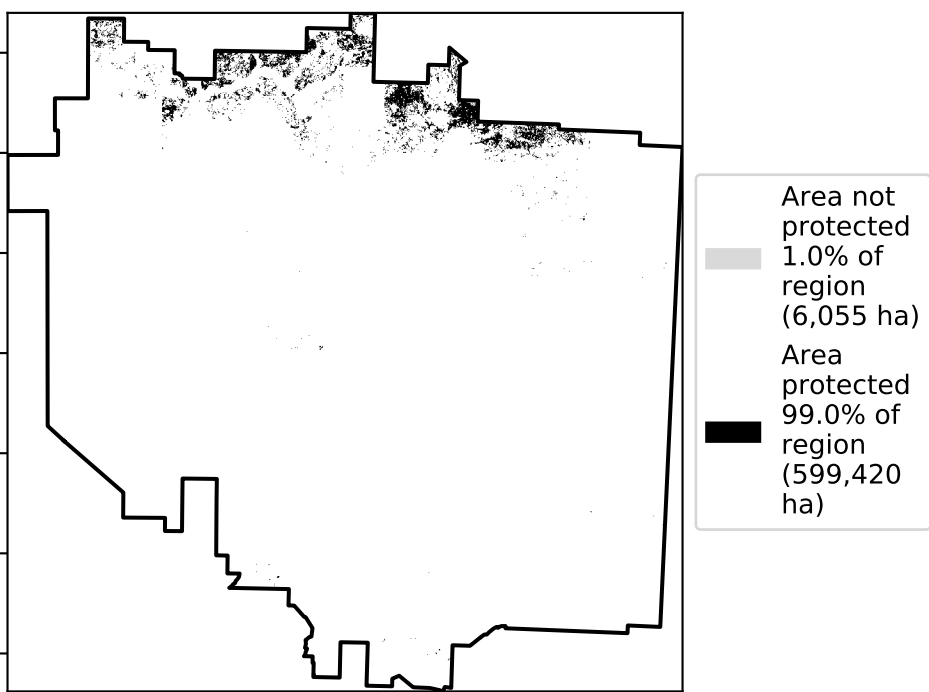 Area not
protected
1.0% of
region
(6,055 ha)
Area
protected
99.0% of
region
(599,420
ha)